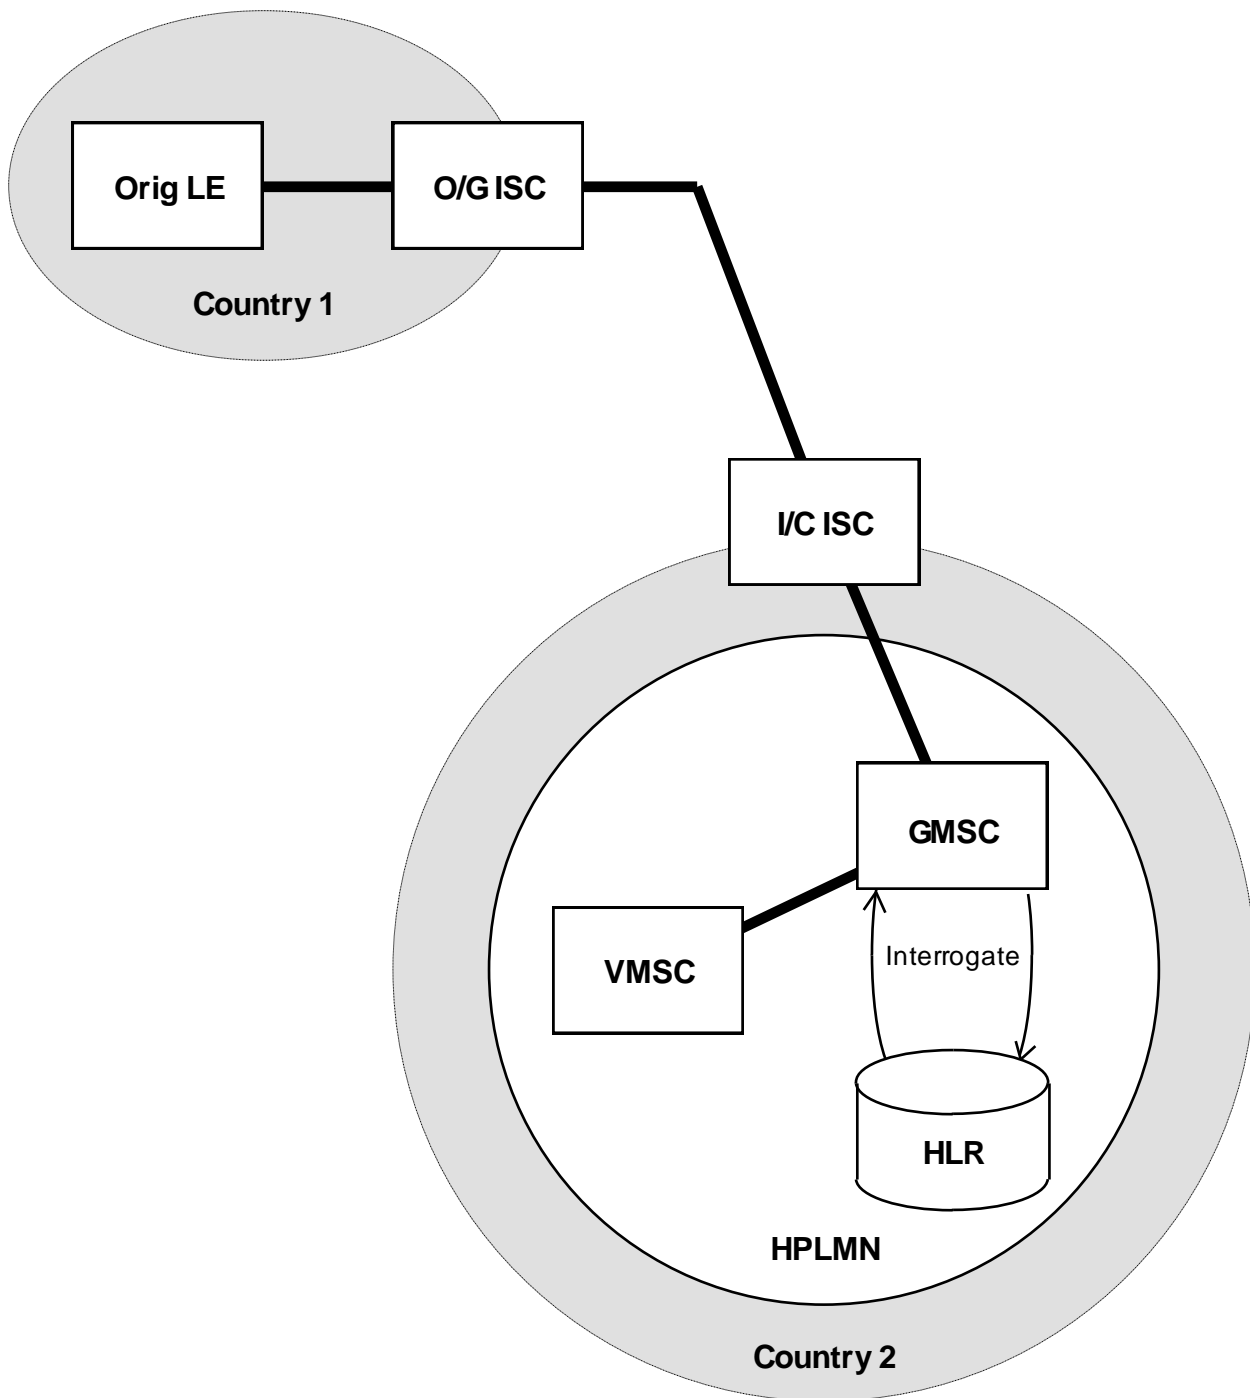 Orig LE
O/G ISC
Country 1
I/C ISC
GMSC
Interrogate
VMSC
HLR
HPLMN
Country 2